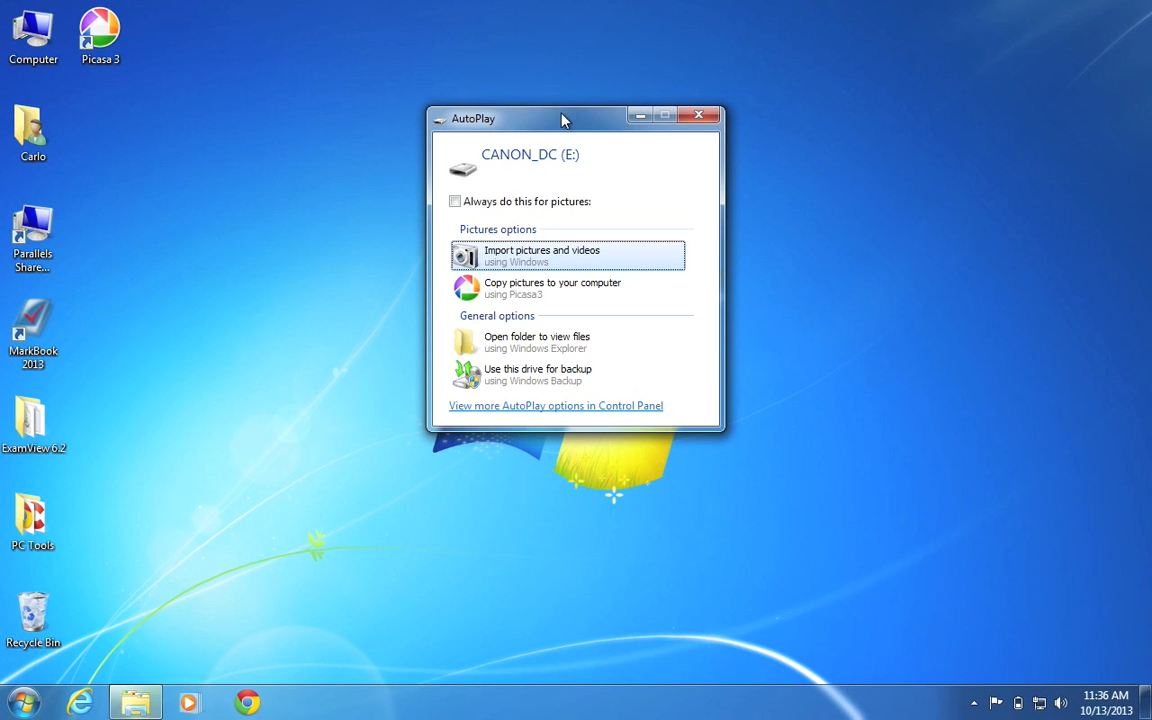 Computer
Picasa 3
Carlo
Parallels
Share...
MarkBook
2013
ExamView 6.2
PC Tools
Recycle Bin
AutoPlay
CANON_DC (E:)
Always do this for pictures:
Pictures options
Import pictures and videos
using Windows
Copy pictures to your computer
using Picasa3
General options
Open folder to view files
using Windows Explorer
Use this drive for backup
using Windows Backup
View more AutoPlay options in Control Panel
11:36 AM
10/13/2013